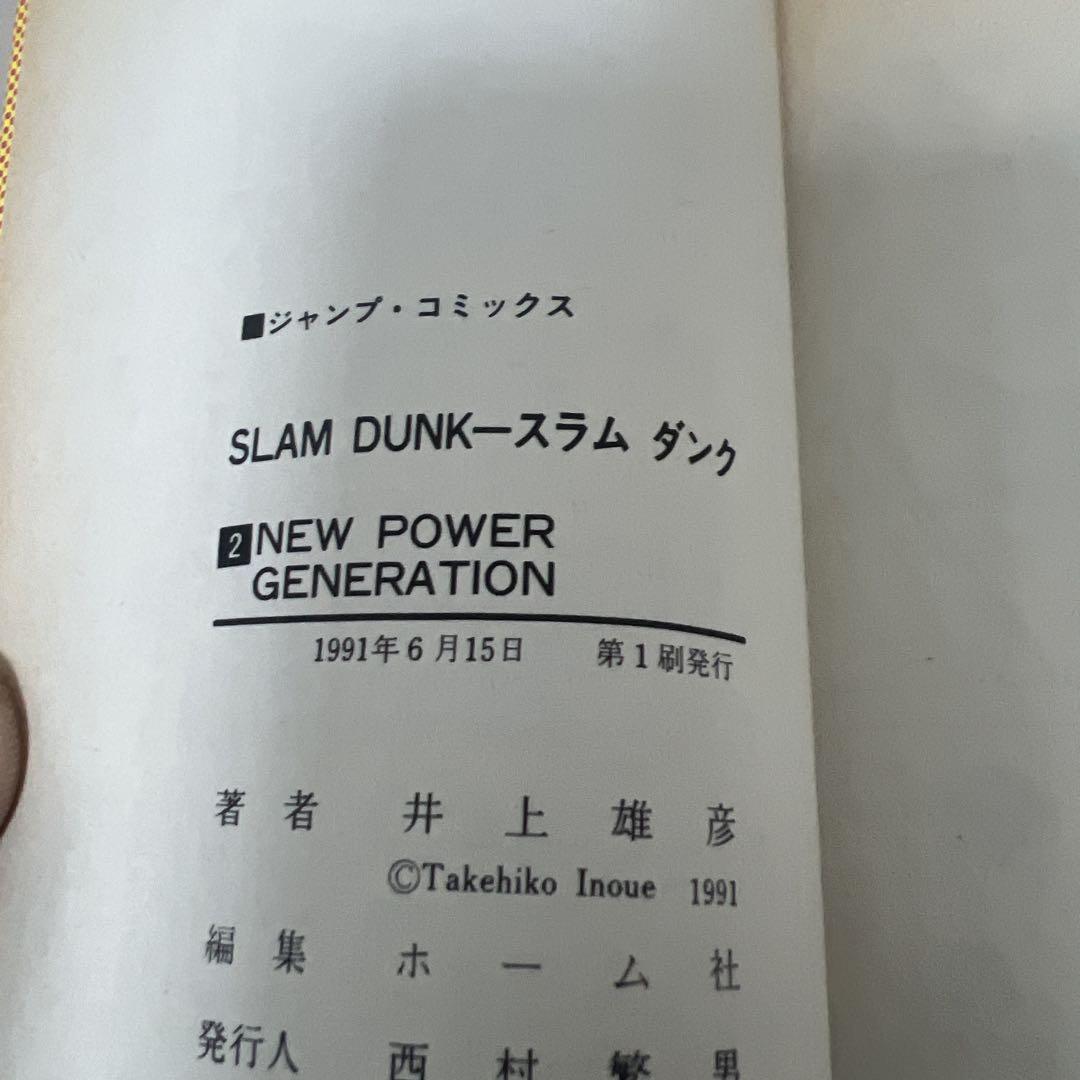 ■ジャンプ・コミックス
SLAM DUNKースラム ダンク
2 NEW POWER
GENERATION
1991年6月15日 第1刷発行
著者 井上雄彦
©Takehiko Inoue 1991
編集 ホーム社
発行人 西村繁男